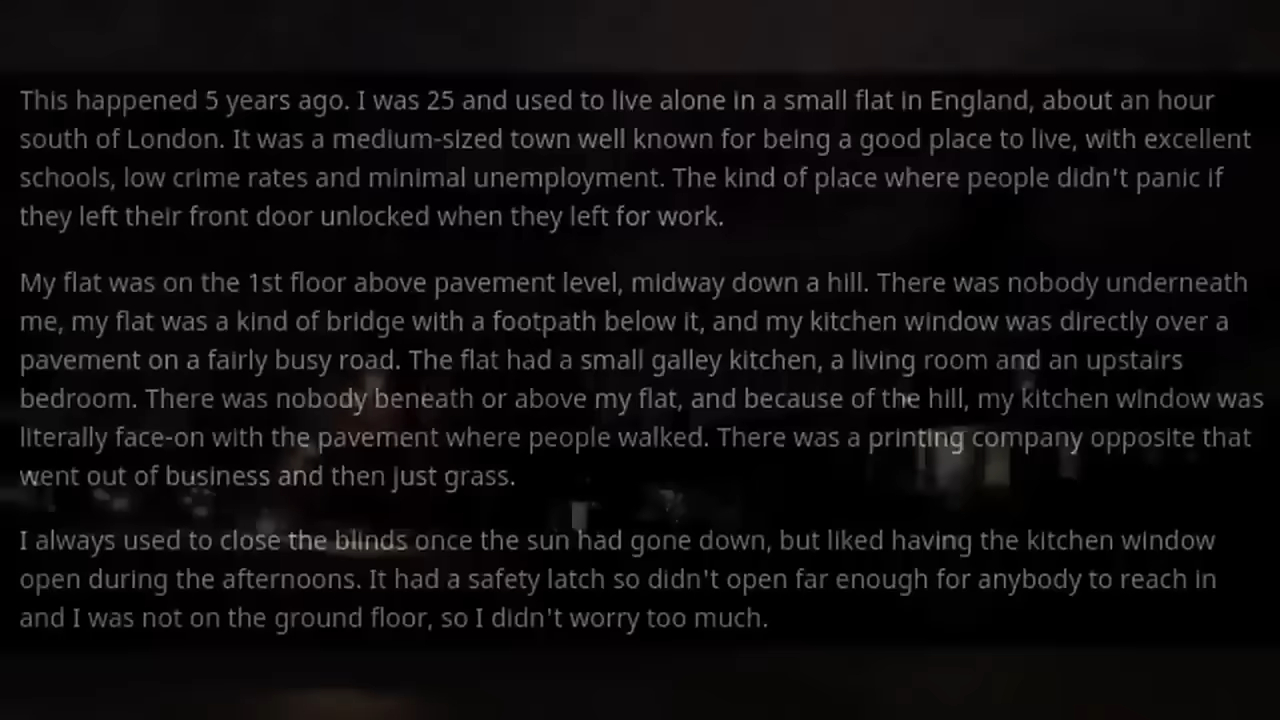 This happened 5 years ago. I was 25 and used to live alone in a small flat in England, about an hour
south of London. It was a medium-sized town well known for being a good place to live, with excellent
schools, low crime rates and minimal unemployment. The kind of place where people didn't panic if
they left their front door unlocked when they left for work.
My flat was on the 1st floor above pavement level, midway down a hill. There was nobody underneath
me, my flat was a kind of bridge with a footpath below it, and my kitchen window was directly over a
pavement on a fairly busy road. The flat had a small galley kitchen, a living room and an upstairs
bedroom. There was nobody beneath or above my flat, and because of the hill, my kitchen window was
literally face-on with the pavement where people walked. There was a printing company opposite that
went out of business and then just grass.
I always used to close the blinds once the sun had gone down, but liked having the kitchen window
open during the afternoons. It had a safety latch so didn't open far enough for anybody to reach in
and I was not on the ground floor, so I didn't worry too much.